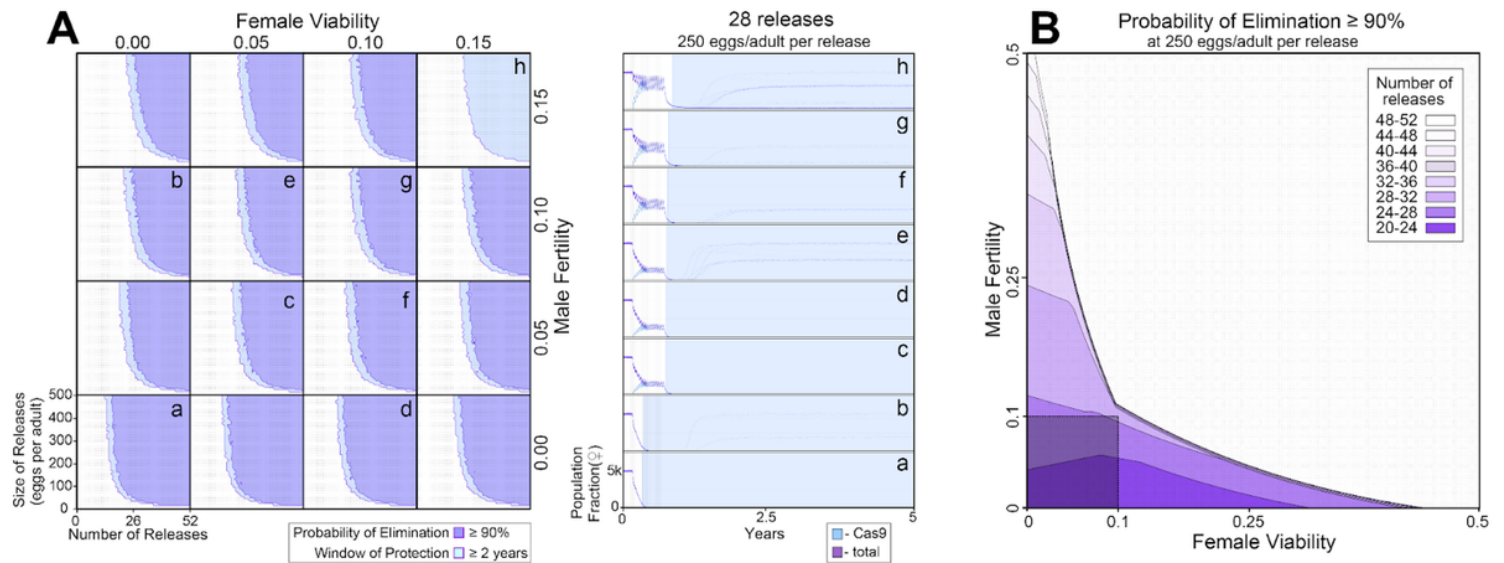 A
Female Viability
0.00 0.05 0.10 0.15
h
b e g
c f
a d
0.15
0.10
0.05
0.00
Male Fertility
Size of Releases
(eggs per adult)
500
400
300
200
100
0
0 26 52
Number of Releases
Probability of Elimination ≥ 90%
Window of Protection ≥ 2 years
28 releases
250 eggs/adult per release
h
g
f
e
d
c
b
a
Population
Fraction(♀)
5k
0
0 2.5 5
Years
- Cas9
- total
B
Probability of Elimination ≥ 90%
at 250 eggs/adult per release
Number of
releases
48-52
44-48
40-44
36-40
32-36
28-32
24-28
20-24
Male Fertility
0.5
0.25
0.1
0
0 0.1 0.25 0.5
Female Viability